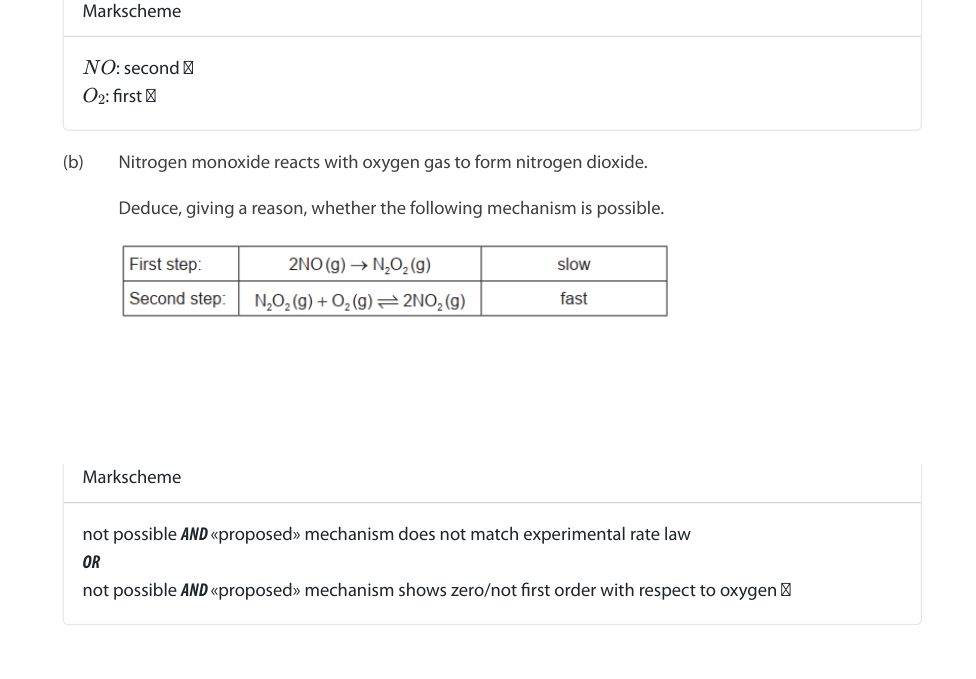 Markscheme
NO: second ☒
O₂: first ☒
(b) Nitrogen monoxide reacts with oxygen gas to form nitrogen dioxide.
Deduce, giving a reason, whether the following mechanism is possible.
First step: 2NO (g) → N₂O₂ (g) slow
Second step: N₂O₂ (g) + O₂ (g) ⇌ 2NO₂ (g) fast
Markscheme
not possible AND «proposed» mechanism does not match experimental rate law
OR
not possible AND «proposed» mechanism shows zero/not first order with respect to oxygen ☒